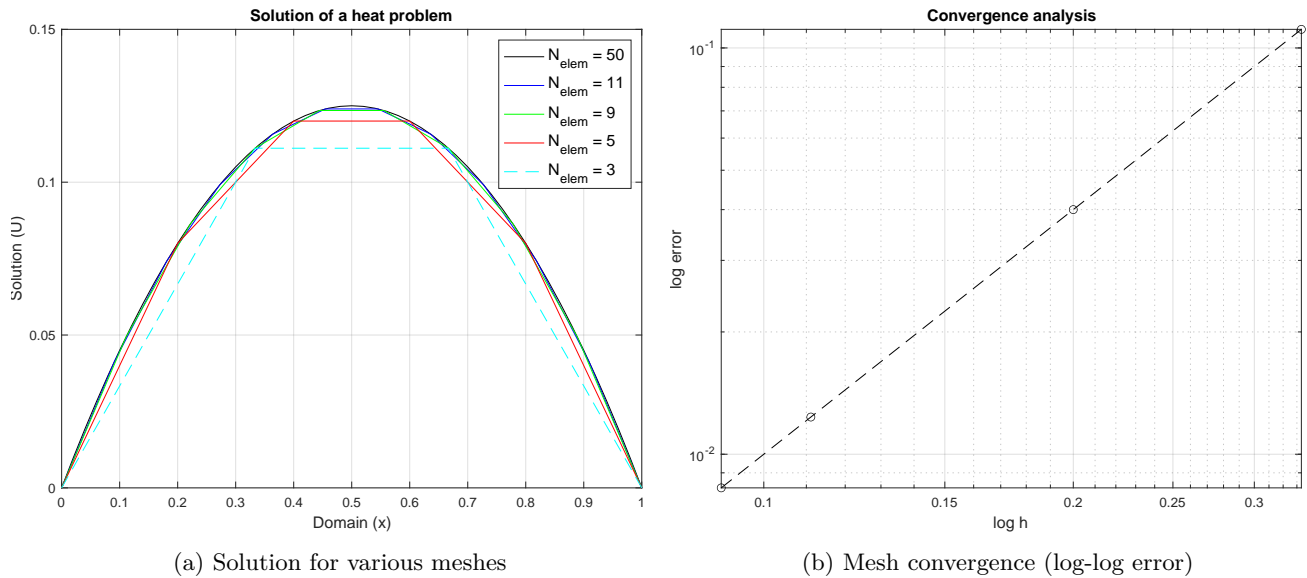 Solution of a heat problem
0.15
0.1
0.05
0
Solution (U)
N_elem = 50
N_elem = 11
N_elem = 9
N_elem = 5
N_elem = 3
0 0.1 0.2 0.3 0.4 0.5 0.6 0.7 0.8 0.9 1
Domain (x)
(a) Solution for various meshes
Convergence analysis
10^-1
10^-2
log error
0.1 0.15 0.2 0.25 0.3
log h
(b) Mesh convergence (log-log error)